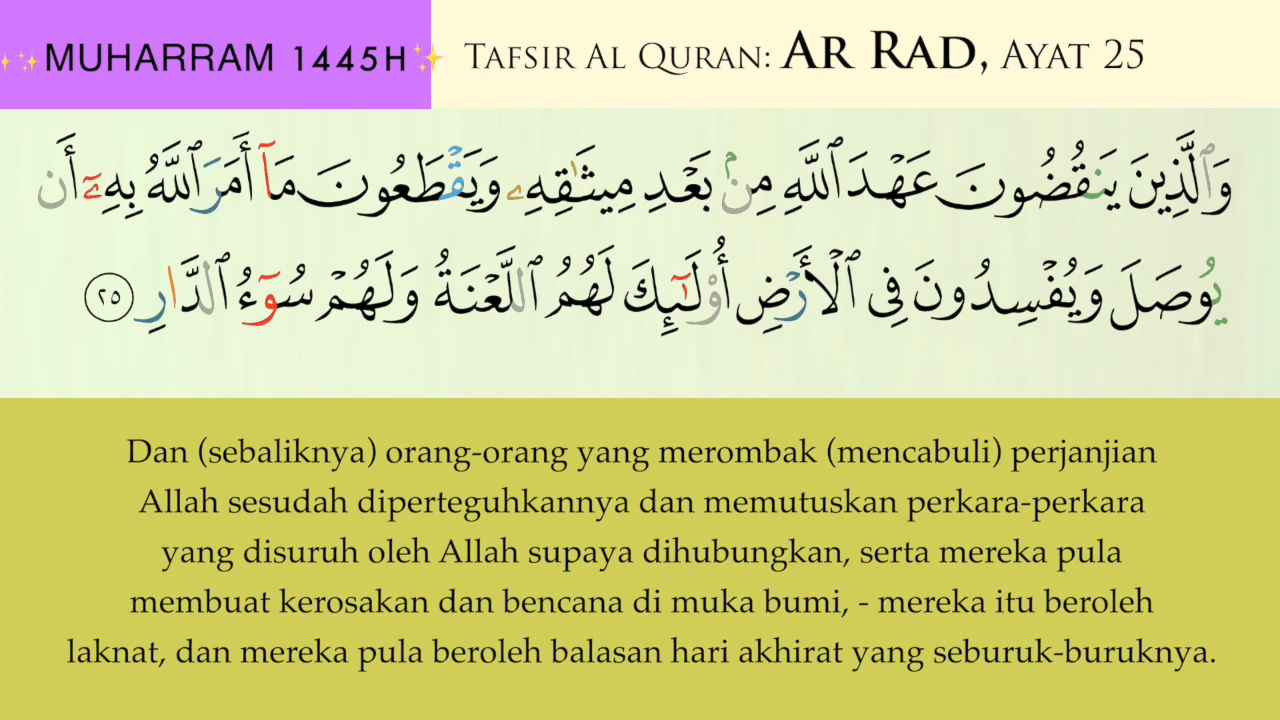 ✨MUHARRAM 1445H✨ TAFSIR AL QURAN: AR RAD, AYAT 25
وَٱلَّذِينَ يَنقُضُونَ عَهْدَ ٱللَّهِ مِنۢ بَعْدِ مِيثَٰقِهِۦ وَيَقْطَعُونَ مَآ أَمَرَ ٱللَّهُ بِهِۦٓ أَن
يُوصَلَ وَيُفْسِدُونَ فِى ٱلْأَرْضِ أُو۟لَٰٓئِكَ لَهُمُ ٱللَّعْنَةُ وَلَهُمْ سُوٓءُ ٱلدَّارِ ٢٥
Dan (sebaliknya) orang-orang yang merombak (mencabuli) perjanjian
Allah sesudah diperteguhkannya dan memutuskan perkara-perkara
yang disuruh oleh Allah supaya dihubungkan, serta mereka pula
membuat kerosakan dan bencana di muka bumi, - mereka itu beroleh
laknat, dan mereka pula beroleh balasan hari akhirat yang seburuk-buruknya.